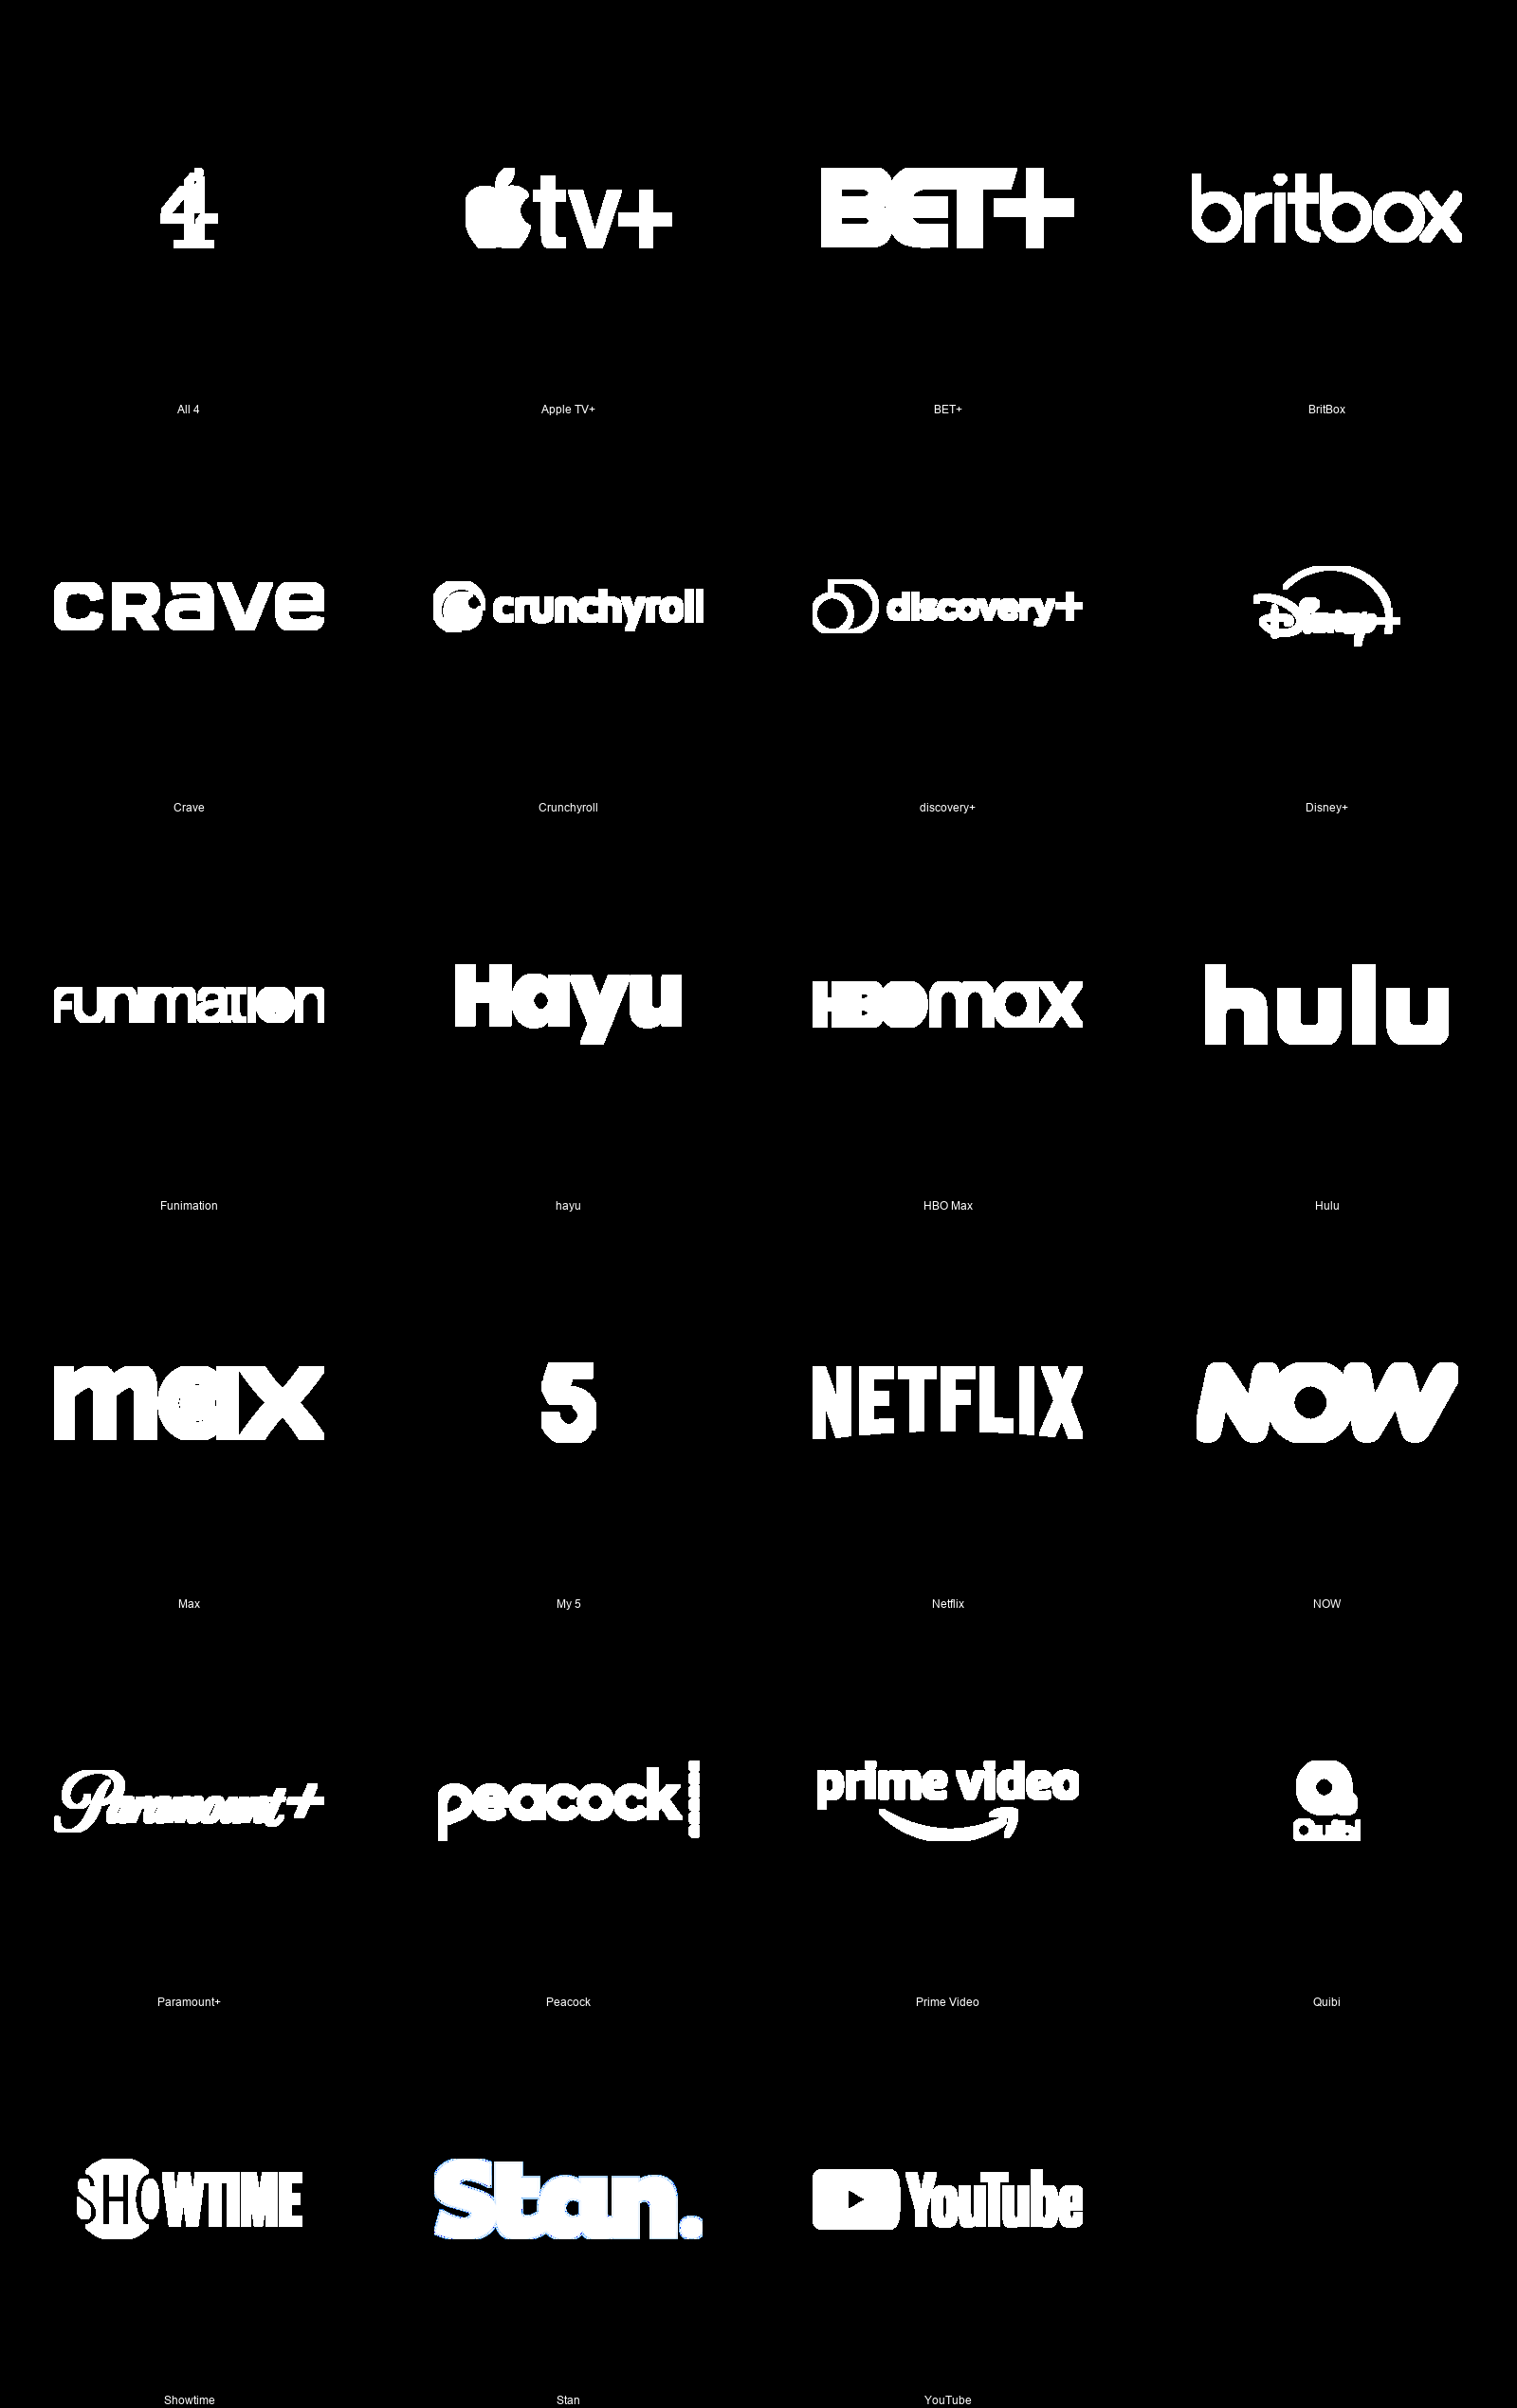 4 tv+ BET+ britbox
All 4 Apple TV+ BET+ BritBox
CRAVE crunchyroll discovery+ Disney+
Crave Crunchyroll discovery+ Disney+
Funimation Hayu HBOmax hulu
Funimation hayu HBO Max Hulu
max 5 NETFLIX NOW
Max My 5 Netflix NOW
Paramount+ peacock prime video Quibi
Paramount+ Peacock Prime Video Quibi
SHOWTIME Stan. YouTube
Showtime Stan YouTube